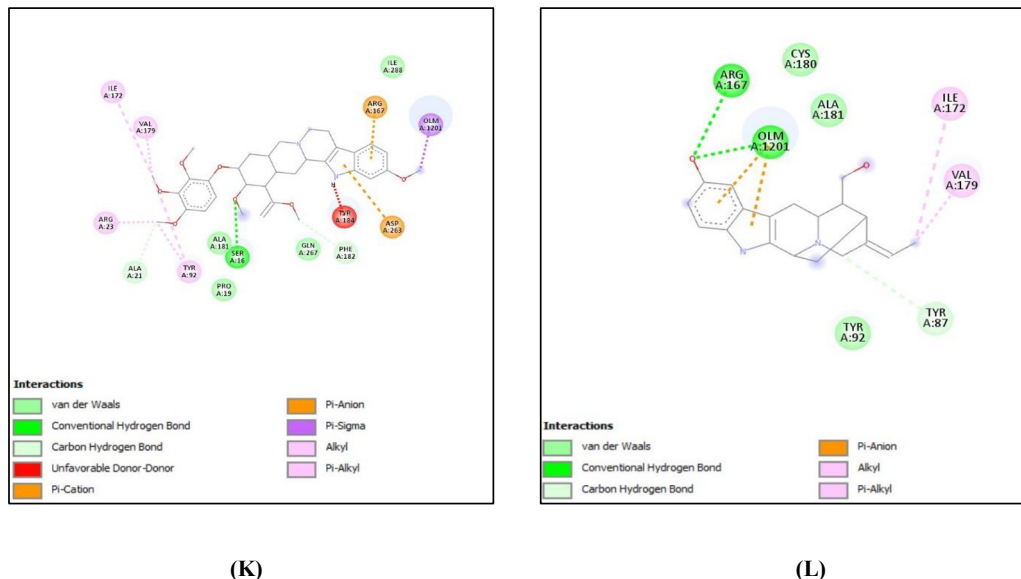 ILE
A:288
ILE
A:172
ARG
A:167
VAL
A:179
OLM
A:1201
N
H
ARG
A:23
TYR
A:184
ASP
A:263
ALA
A:181
SER
A:16
GLN
A:267
PHE
A:182
ALA
A:21
TYR
A:92
PRO
A:19
Interactions
van der Waals
Conventional Hydrogen Bond
Carbon Hydrogen Bond
Unfavorable Donor-Donor
Pi-Cation
Pi-Anion
Pi-Sigma
Alkyl
Pi-Alkyl
(K)
CYS
A:180
ARG
A:167
ALA
A:181
ILE
A:172
OLM
A:1201
VAL
A:179
N
N
TYR
A:87
TYR
A:92
Interactions
van der Waals
Conventional Hydrogen Bond
Carbon Hydrogen Bond
Pi-Anion
Alkyl
Pi-Alkyl
(L)